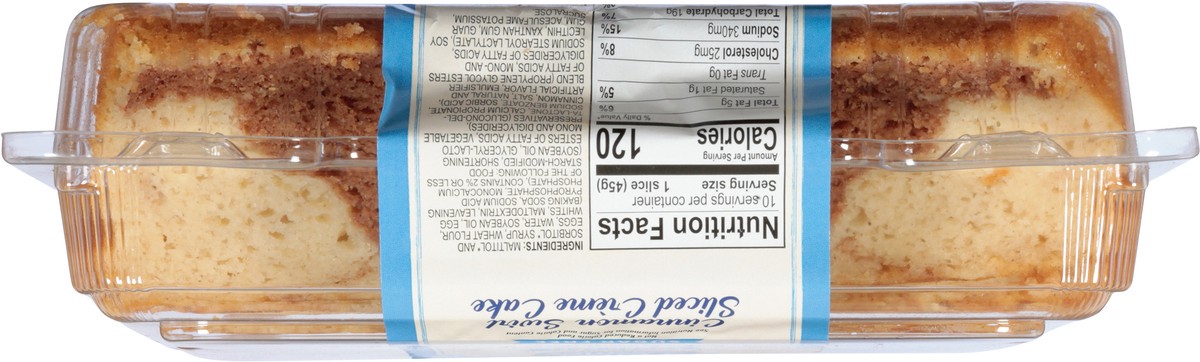 Not a Reduced Calorie Food
See Nutrition Information for Sugar and Calorie Content
Cinnamon Swirl
Sliced Crème Cake
Nutrition Facts
10 servings per container
Serving size 1 slice (45g)
Amount Per Serving
Calories 120
% Daily Value*
Total Fat 5g 6%
Saturated Fat 1g 5%
Trans Fat 0g
Cholesterol 25mg 8%
Sodium 340mg 15%
Total Carbohydrate 19g 7%
INGREDIENTS: MALTITOL* AND
SORBITOL* SYRUP, WHEAT FLOUR,
EGGS, WATER, SOYBEAN OIL, EGG
WHITES, MALTODEXTRIN, LEAVENING
(BAKING SODA, SODIUM ACID
PYROPHOSPHATE, MONOCALCIUM
PHOSPHATE), CONTAINS 2% OR LESS
OF THE FOLLOWING: FOOD
STARCH-MODIFIED, SHORTENING
(SOYBEAN OIL, GLYCERYL-LACTO-
ESTERS OF FATTY ACIDS, VEGETABLE
MONO AND DIGLYCERIDES),
PRESERVATIVES (GLUCONO-DEL-
TA-LACTONE, CALCIUM PROPIONATE,
SODIUM BENZOATE, SORBIC ACID),
CINNAMON, SALT, NATURAL AND
ARTIFICIAL FLAVOR, EMULSIFIER
BLEND (PROPYLENE GLYCOL ESTERS
OF FATTY ACIDS, MONO- AND
DIGLYCERIDES OF FATTY ACIDS,
SODIUM STEAROYL LACTYLATE), SOY
LECITHIN, XANTHAN GUM, GUAR
GUM, ACESULFAME POTASSIUM,